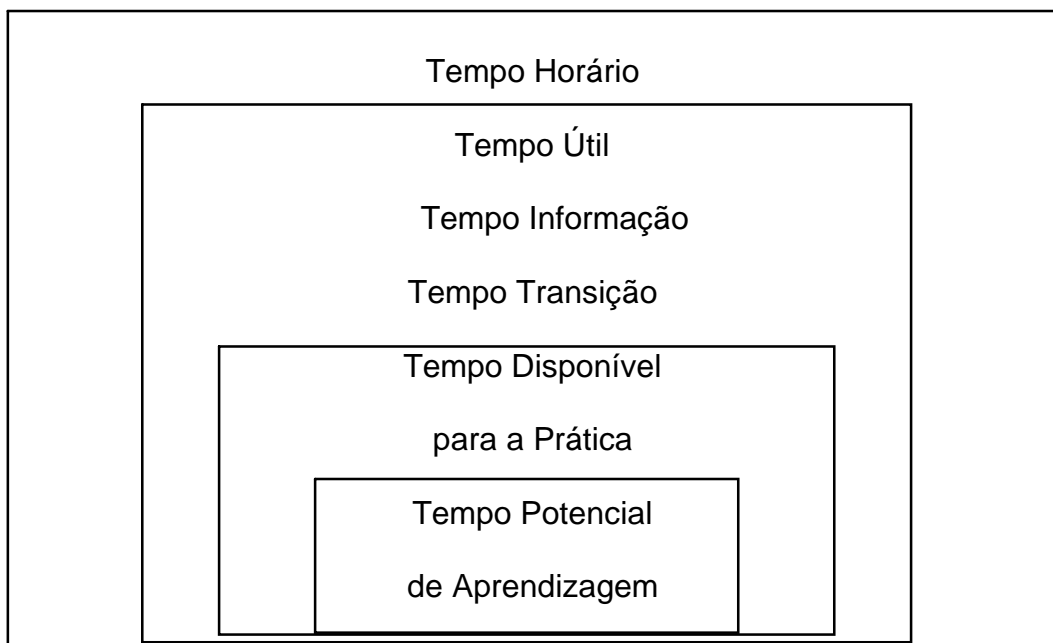 Tempo Horário
Tempo Útil
Tempo Informação
Tempo Transição
Tempo Disponível
para a Prática
Tempo Potencial
de Aprendizagem